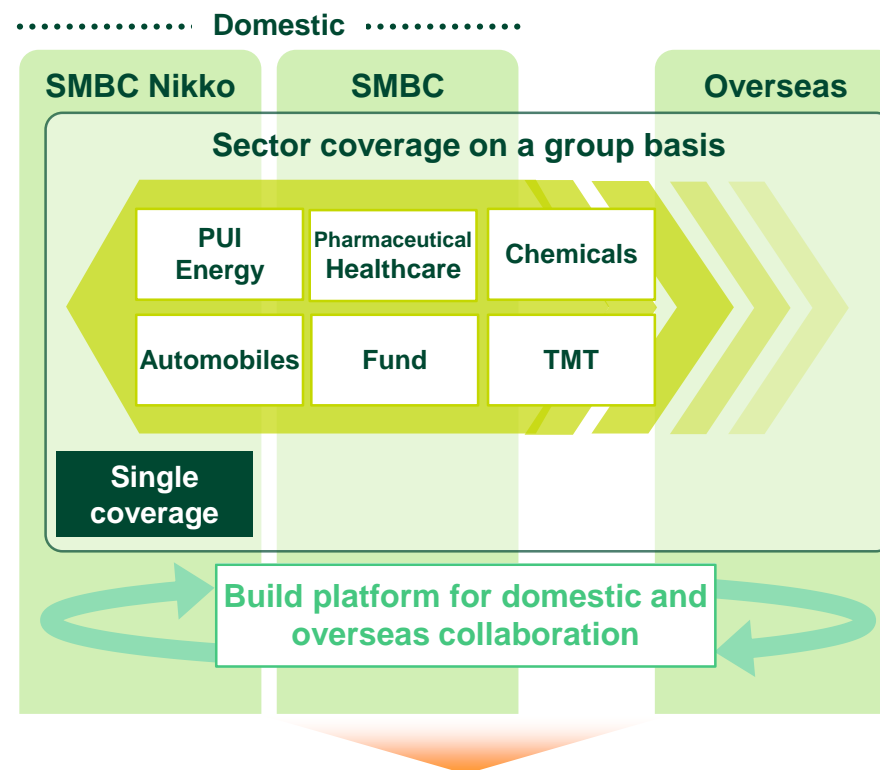 Domestic
SMBC Nikko
SMBC
Overseas
Sector coverage on a group basis
PUI
Energy
Pharmaceutical
Healthcare
Chemicals
Automobiles
Fund
TMT
Single
coverage
Build platform for domestic and
overseas collaboration